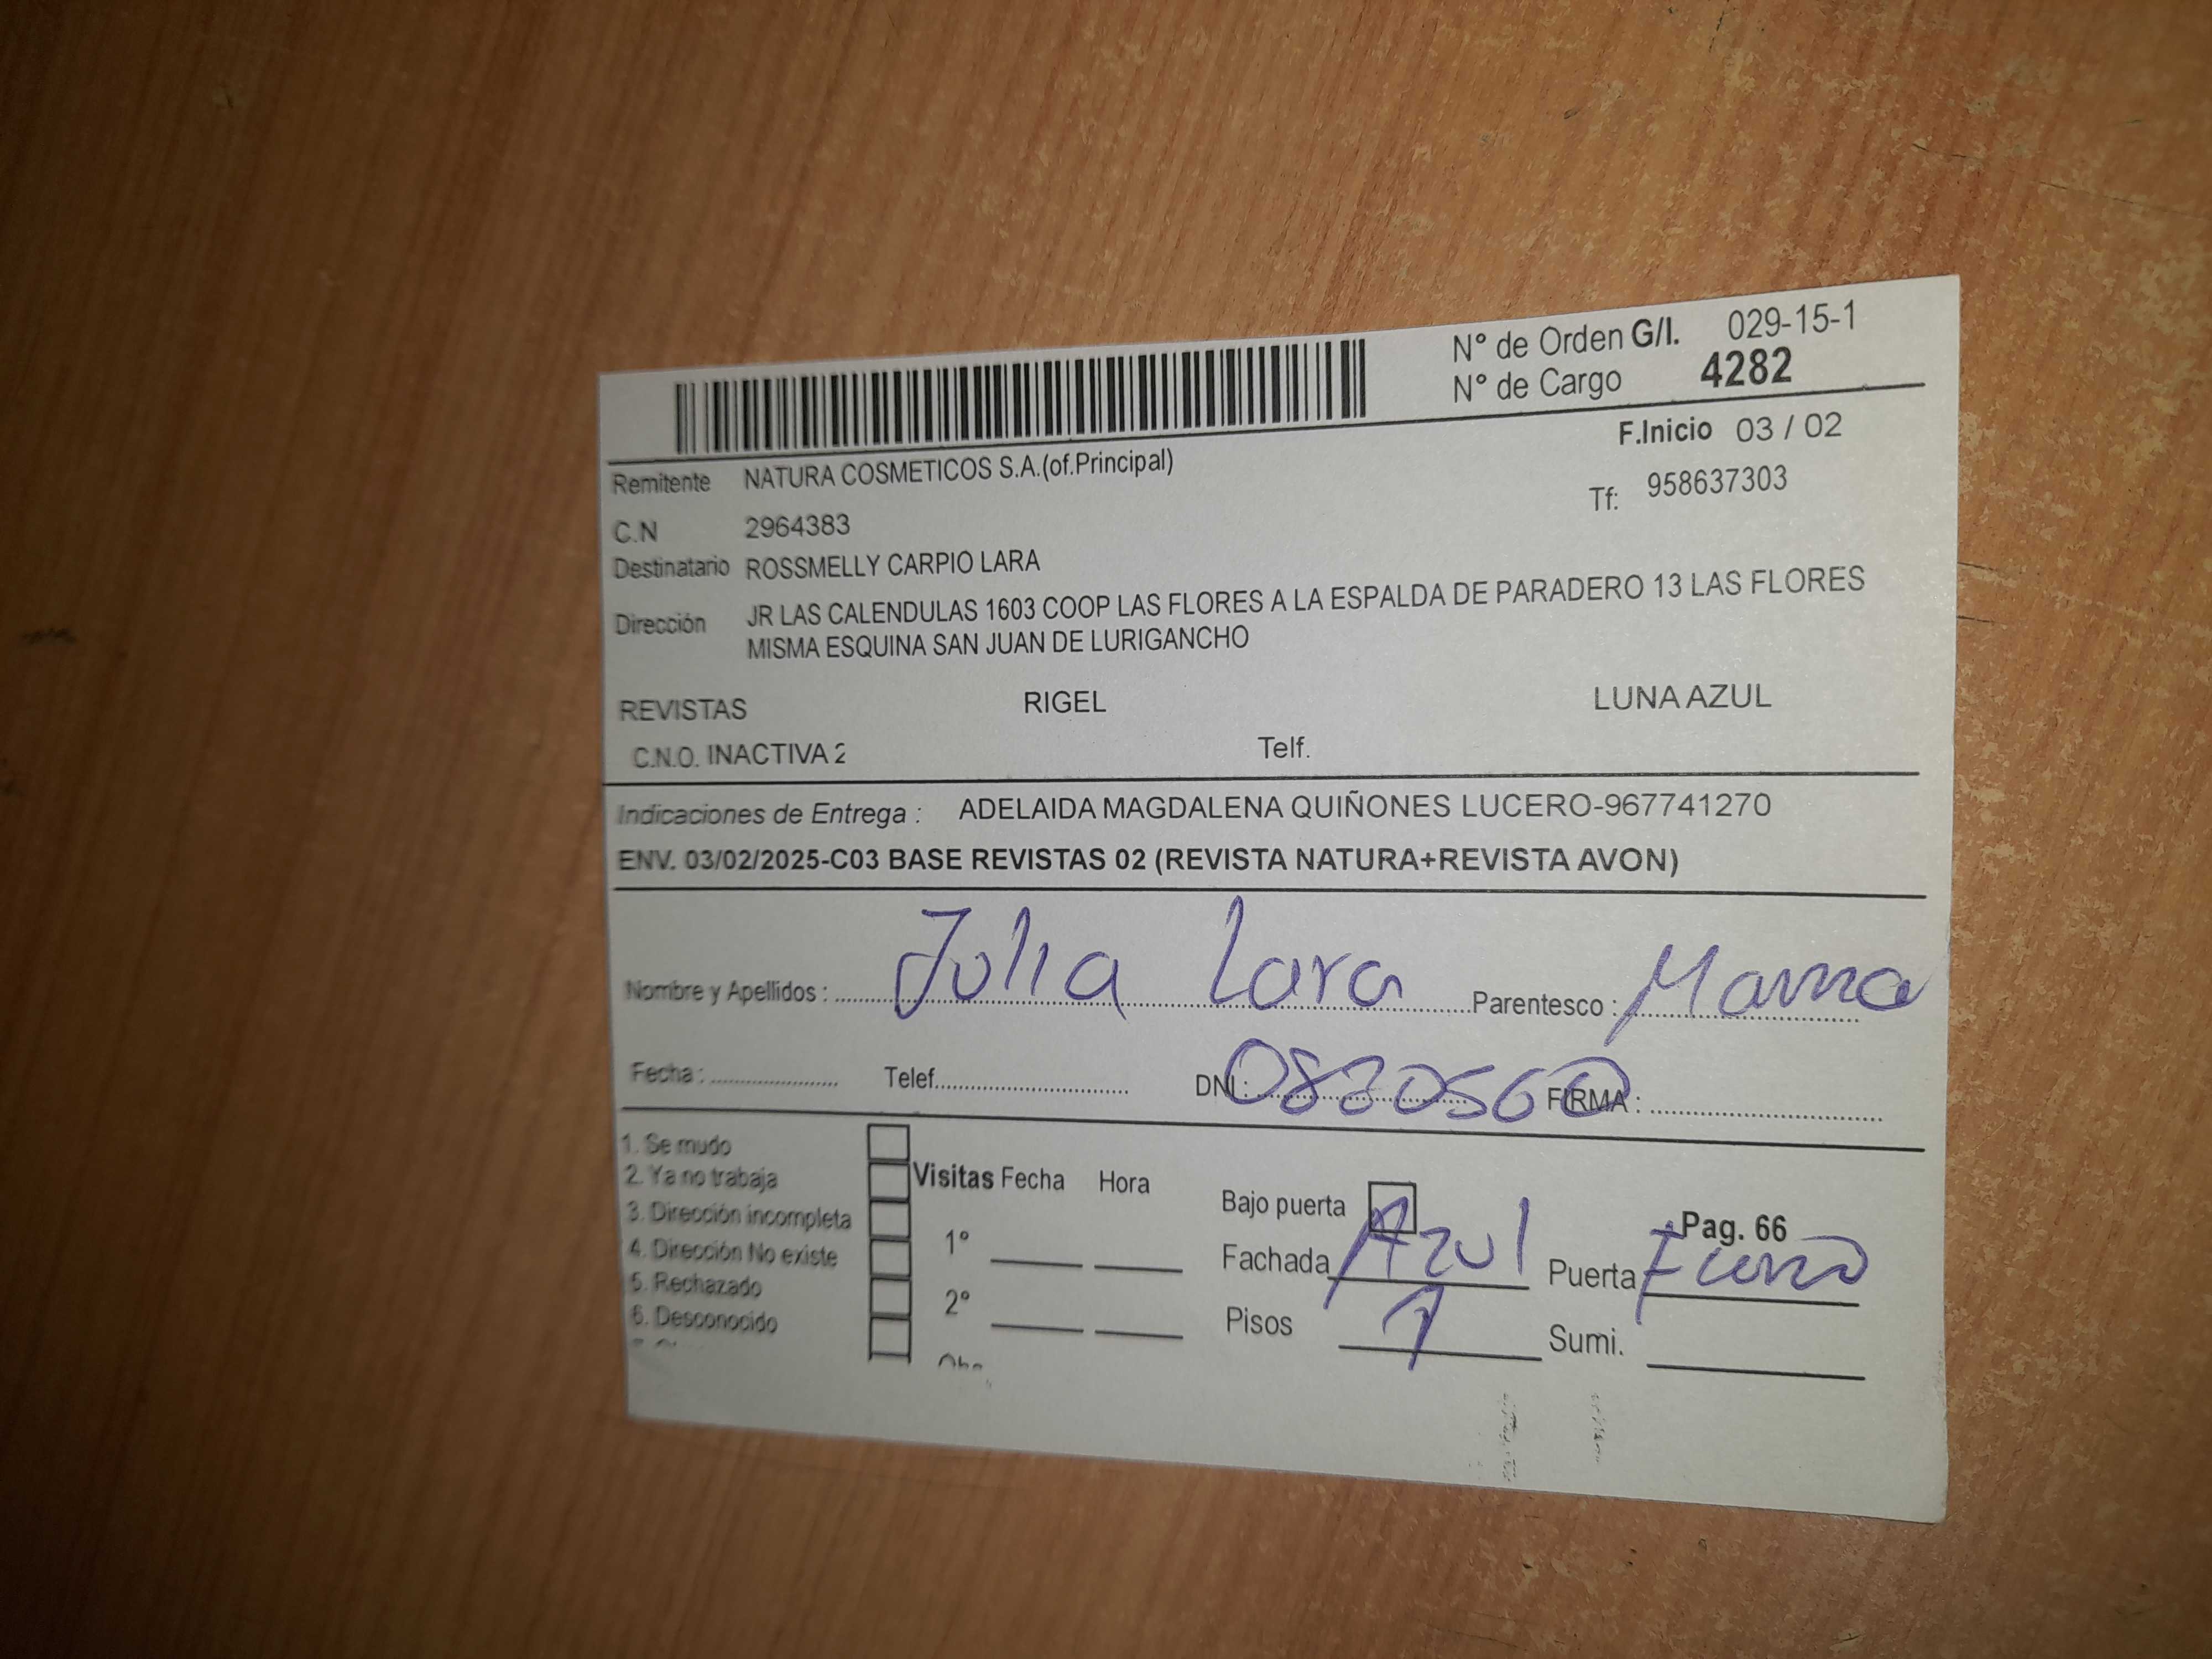 N° de Orden G/I. 029-15-1
N° de Cargo 4282
F.Inicio 03 / 02
Remitente NATURA COSMETICOS S.A.(of.Principal)
Tf: 958637303
C.N 2964383
Destinatario ROSSMELLY CARPIO LARA
Dirección JR LAS CALENDULAS 1603 COOP LAS FLORES A LA ESPALDA DE PARADERO 13 LAS FLORES
MISMA ESQUINA SAN JUAN DE LURIGANCHO
REVISTAS RIGEL LUNA AZUL
C.N.O. INACTIVA 2 Telf.
Indicaciones de Entrega : ADELAIDA MAGDALENA QUIÑONES LUCERO-967741270
ENV. 03/02/2025-C03 BASE REVISTAS 02 (REVISTA NATURA+REVISTA AVON)
Nombre y Apellidos : Julia Lara Parentesco : Mama
Fecha : Telef. DNI : 0830560 FIRMA :
1. Se mudo
2. Ya no trabaja
3. Dirección incompleta
4. Dirección No existe
5. Rechazado
6. Desconocido
Visitas Fecha Hora
1°
2°
Bajo puerta
Pag. 66
Fachada Azul Puerta
Pisos 1 Sumi.